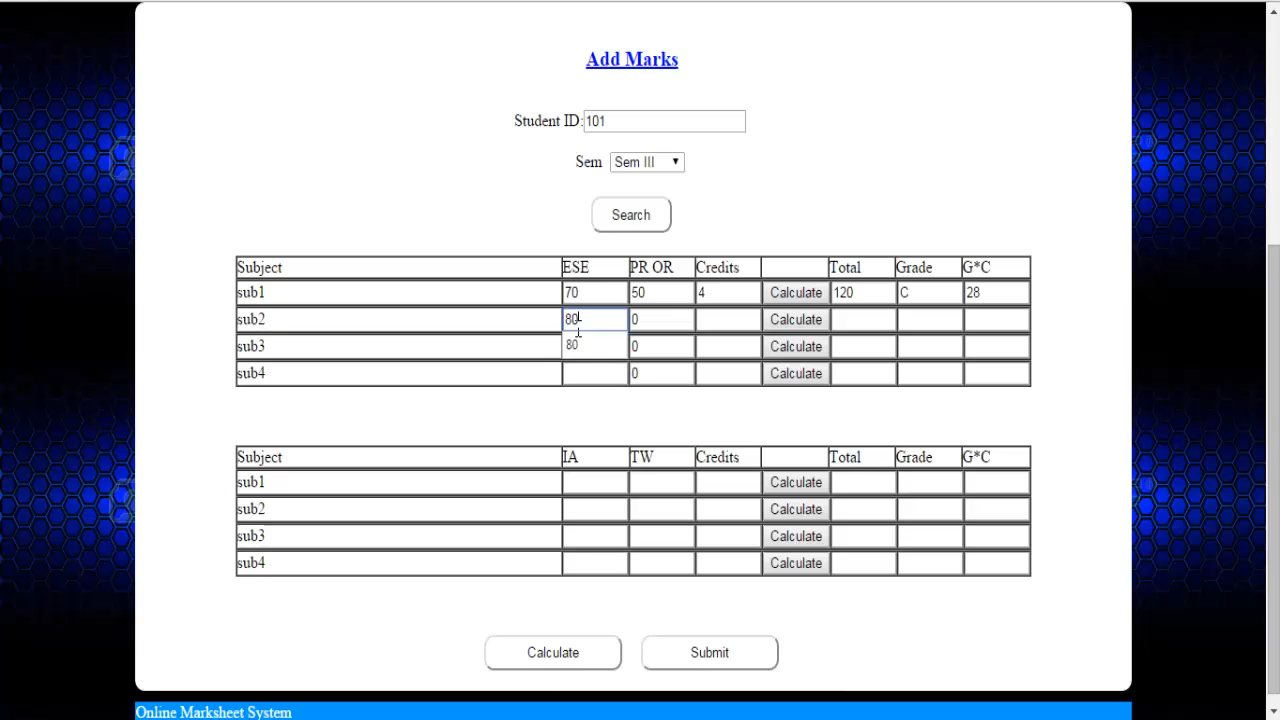 Add Marks
Student ID: 101
Sem Sem III
Search
Subject ESE PR OR Credits Total Grade G*C
sub1 70 50 4 Calculate 120 C 28
sub2 80 0 Calculate
sub3 80 0 Calculate
sub4 0 Calculate
Subject IA TW Credits Total Grade G*C
sub1 Calculate
sub2 Calculate
sub3 Calculate
sub4 Calculate
Calculate Submit
Online Marksheet System